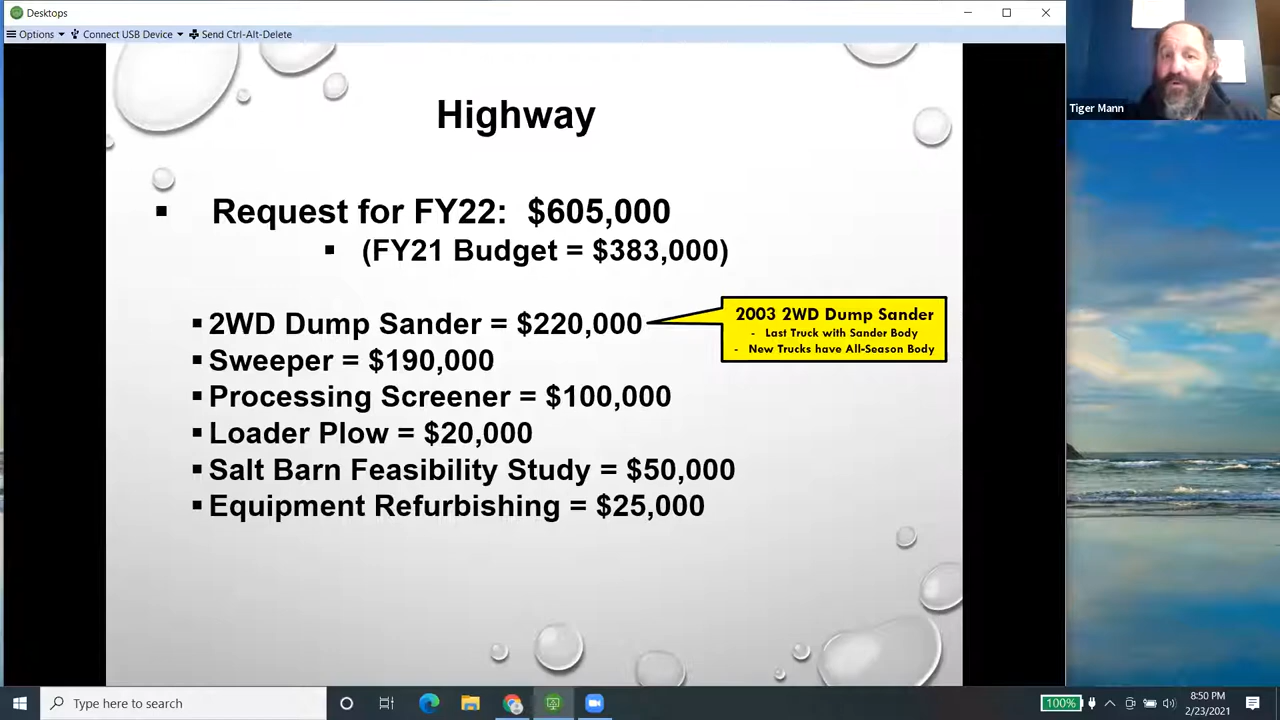 Desktops
Options
Connect USB Device
Send Ctrl-Alt-Delete
Tiger Mann
Highway
Request for FY22: $605,000
(FY21 Budget = $383,000)
2WD Dump Sander = $220,000
2003 2WD Dump Sander
- Last Truck with Sander Body
- New Trucks have All-Season Body
Sweeper = $190,000
Processing Screener = $100,000
Loader Plow = $20,000
Salt Barn Feasibility Study = $50,000
Equipment Refurbishing = $25,000
Type here to search
100%
8:50 PM
2/23/2021